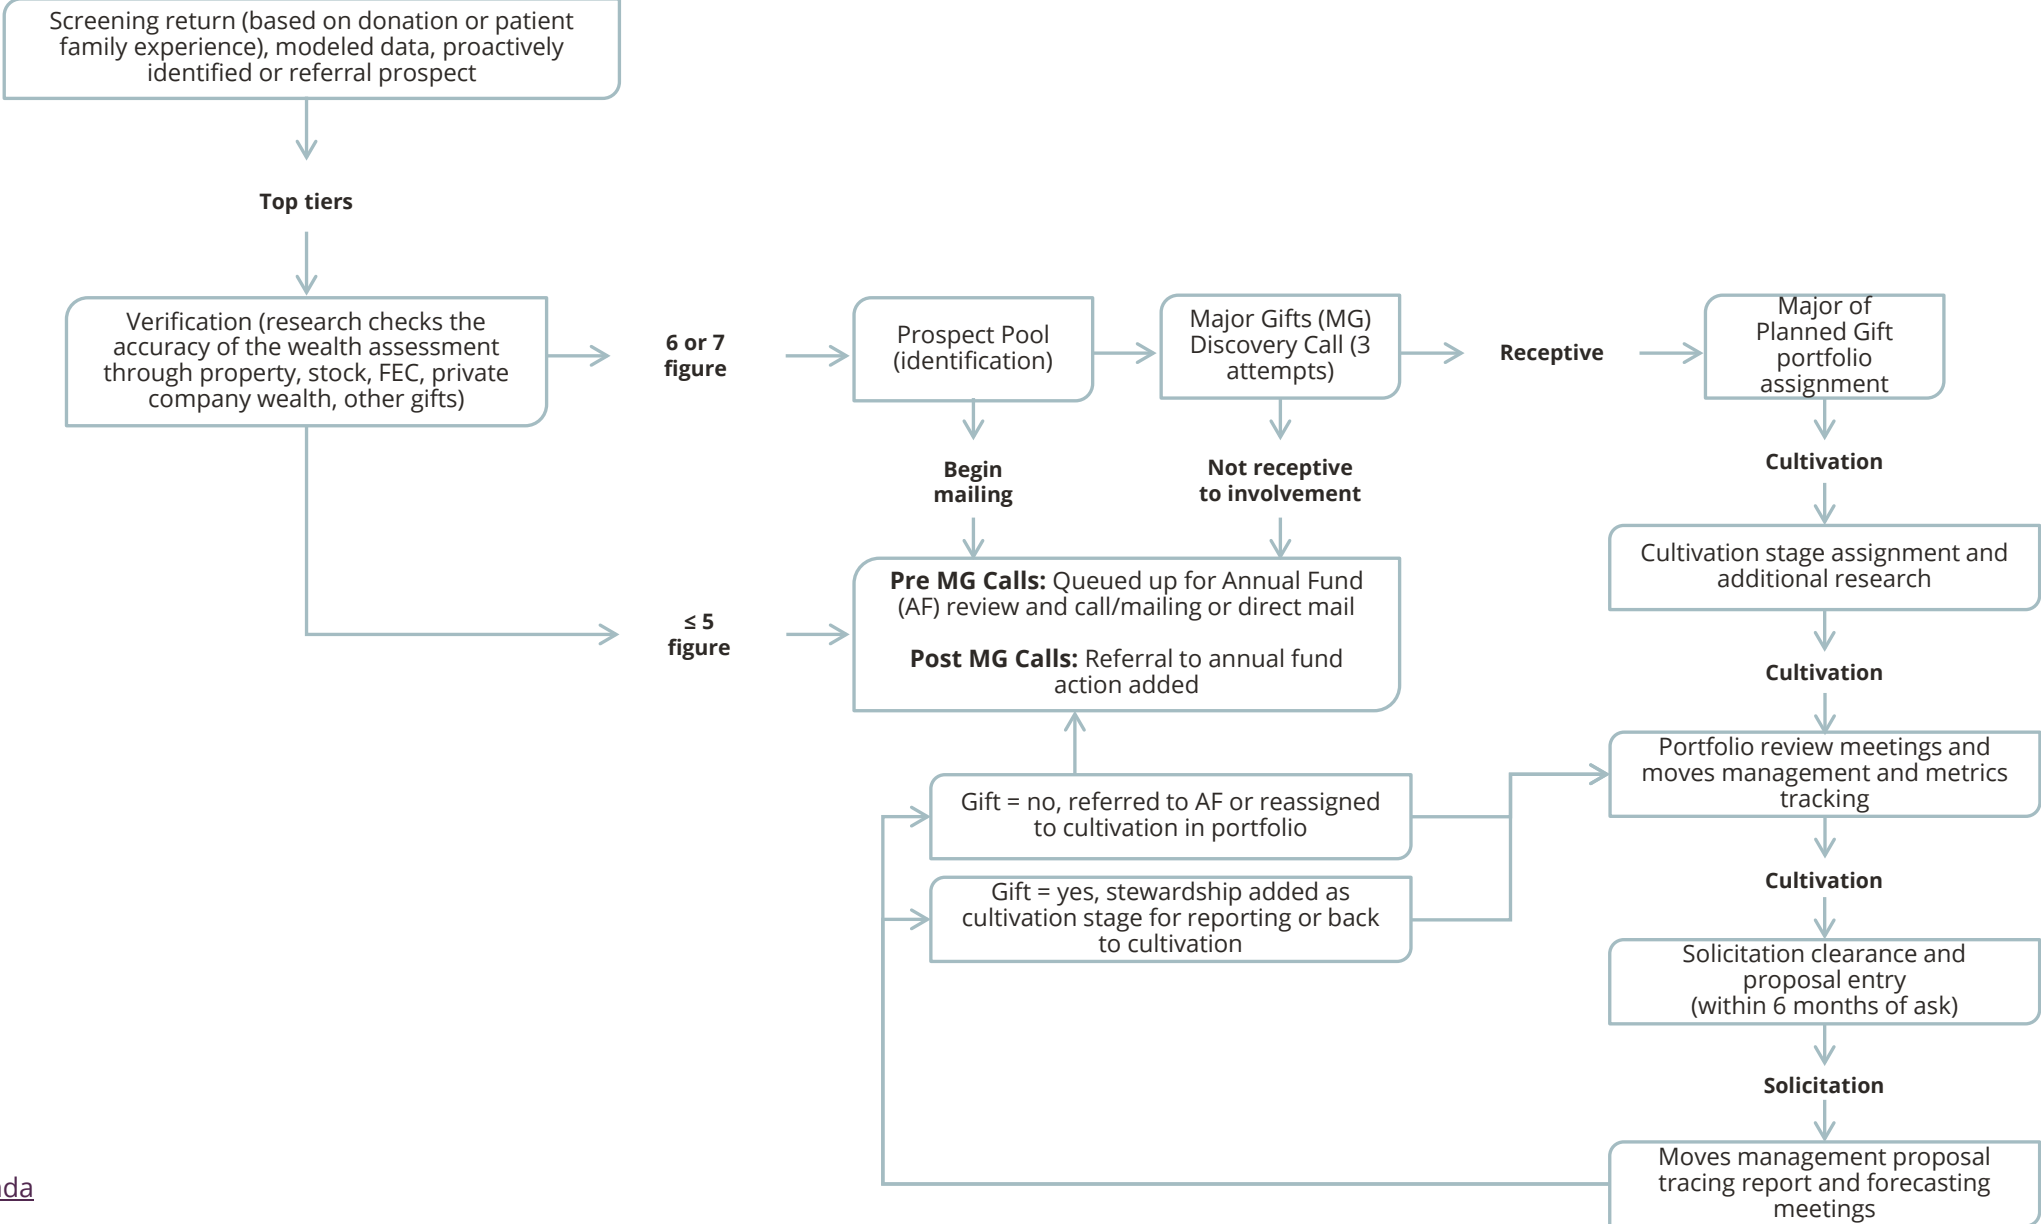 Screening return (based on donation or patient
family experience), modeled data, proactively
identified or referral prospect
Top tiers
Verification (research checks the
accuracy of the wealth assessment
through property, stock, FEC, private
company wealth, other gifts)
6 or 7
figure
Prospect Pool
(identification)
Major Gifts (MG)
Discovery Call (3
attempts)
Receptive
Major of
Planned Gift
portfolio
assignment
Begin
mailing
Not receptive
to involvement
Cultivation
≤ 5
figure
Pre MG Calls: Queued up for Annual Fund
(AF) review and call/mailing or direct mail
Post MG Calls: Referral to annual fund
action added
Cultivation stage assignment and
additional research
Cultivation
Gift = no, referred to AF or reassigned
to cultivation in portfolio
Gift = yes, stewardship added as
cultivation stage for reporting or back
to cultivation
Portfolio review meetings and
moves management and metrics
tracking
Cultivation
Solicitation clearance and
proposal entry
(within 6 months of ask)
Solicitation
Moves management proposal
tracing report and forecasting
meetings